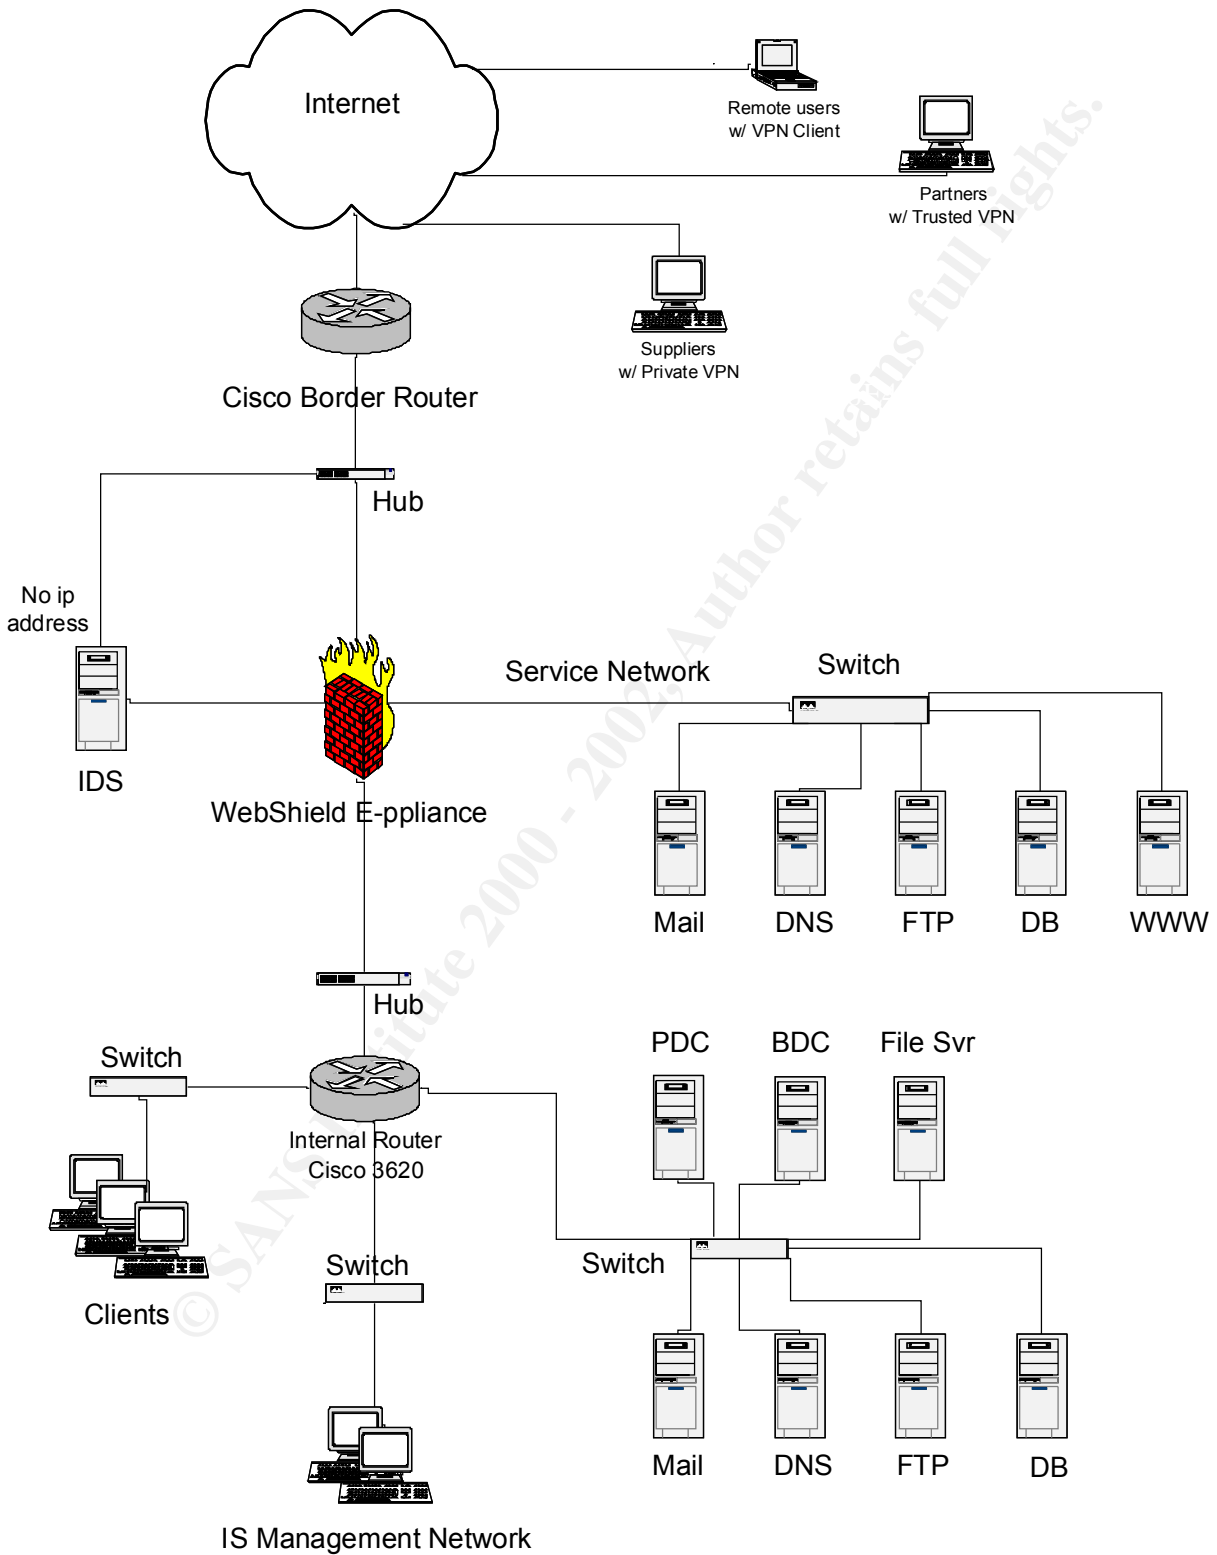 Internet
Remote users
w/ VPN Client
Partners
w/ Trusted VPN
Suppliers
w/ Private VPN
Cisco Border Router
Hub
No ip
address
IDS
WebShield E-ppliance
Service Network
Switch
Mail
DNS
FTP
DB
WWW
Hub
Switch
Internal Router
Cisco 3620
PDC
BDC
File Svr
Clients
Switch
Switch
Mail
DNS
FTP
DB
IS Management Network
© SANS Institute 2000 - 2002, Author retains full rights.